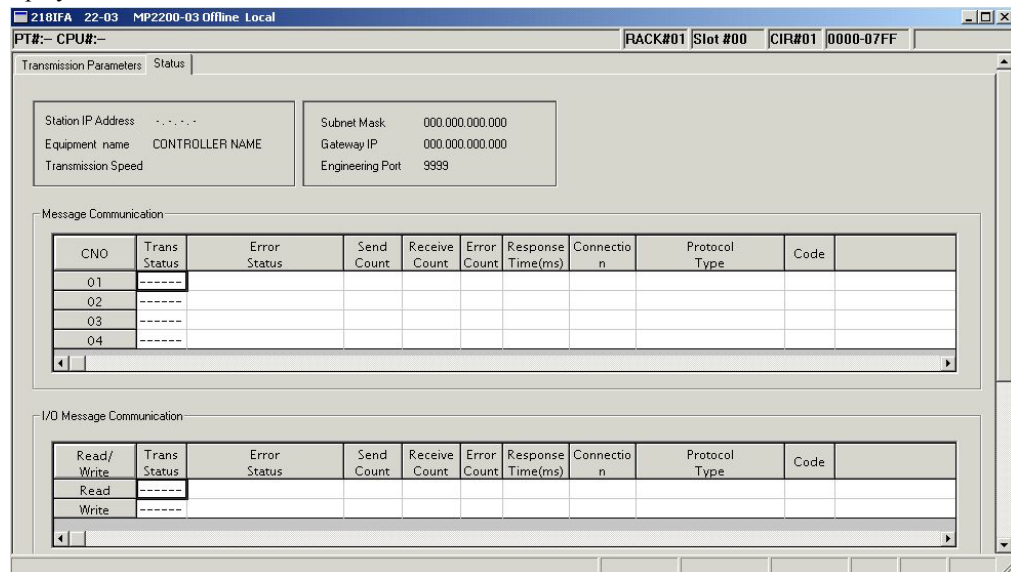 218IFA 22-03 MP2200-03 Offline Local
PT#:– CPU#:– RACK#01 Slot #00 CIR#01 0000-07FF
Transmission Parameters Status
Station IP Address - . - . - . -
Equipment name CONTROLLER NAME
Transmission Speed
Subnet Mask 000.000.000.000
Gateway IP 000.000.000.000
Engineering Port 9999
Message Communication
CNO Trans Status Error Status Send Count Receive Count Error Count Response Time(ms) Connectio n Protocol Type Code
01 ------
02 ------
03 ------
04 ------
I/O Message Communication
Read/ Write Trans Status Error Status Send Count Receive Count Error Count Response Time(ms) Connectio n Protocol Type Code
Read ------
Write ------